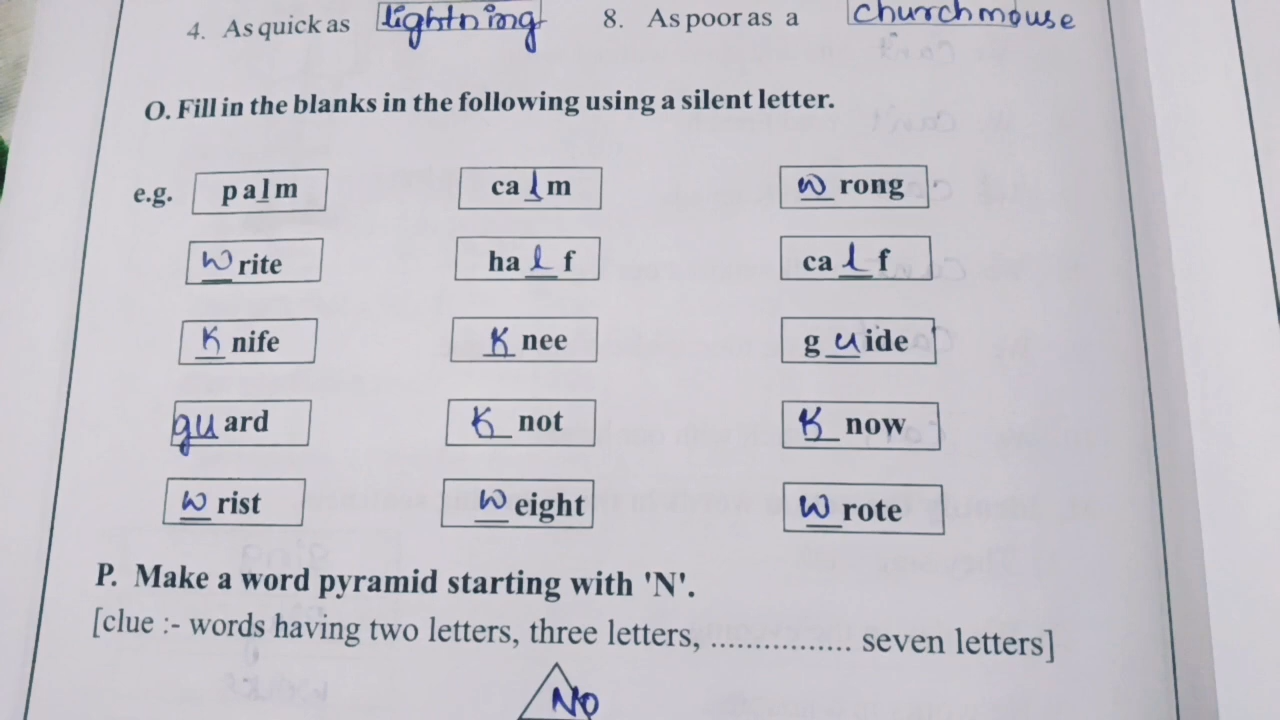 4. As quick as lightning 8. As poor as a churchmouse
O. Fill in the blanks in the following using a silent letter.
e.g. palm calm wrong
write half calf
Knife Knee guide
guard Knot Know
wrist weight wrote
P. Make a word pyramid starting with 'N'.
[clue :- words having two letters, three letters, ............... seven letters]
No